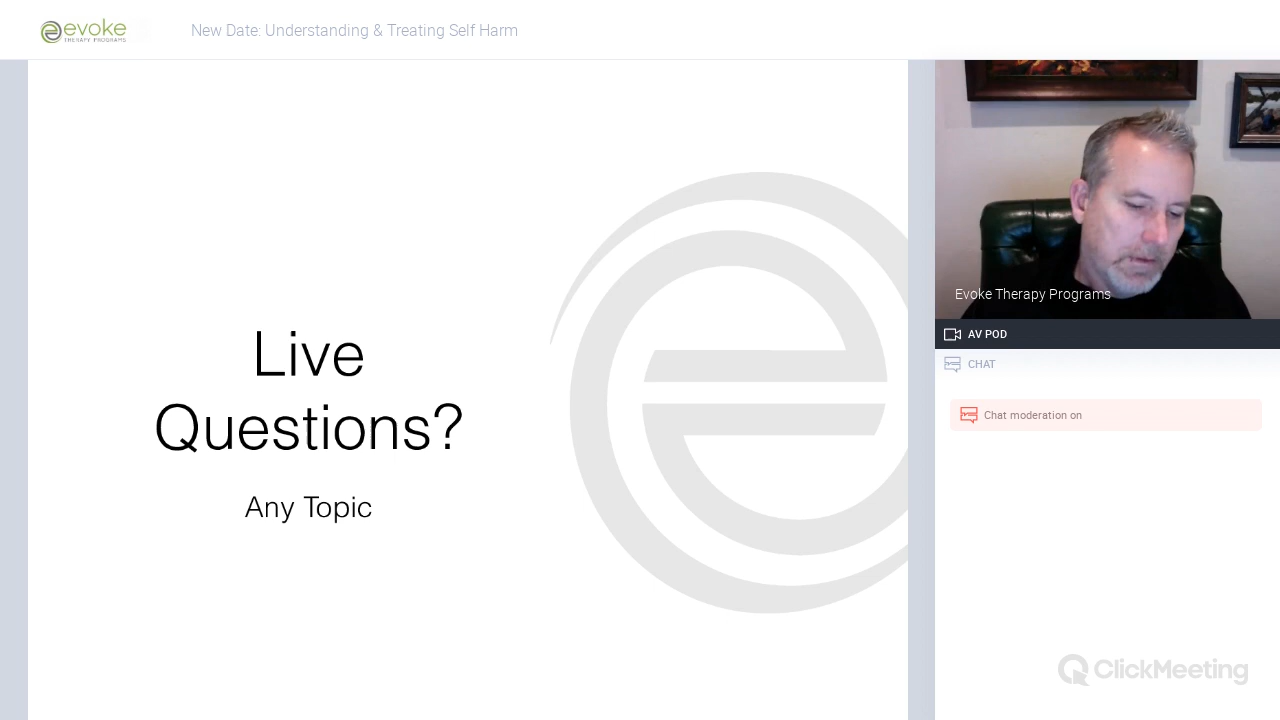 evoke
THERAPY PROGRAMS
New Date: Understanding & Treating Self Harm
Live
Questions?
Any Topic
Evoke Therapy Programs
AV POD
CHAT
Chat moderation on
ClickMeeting